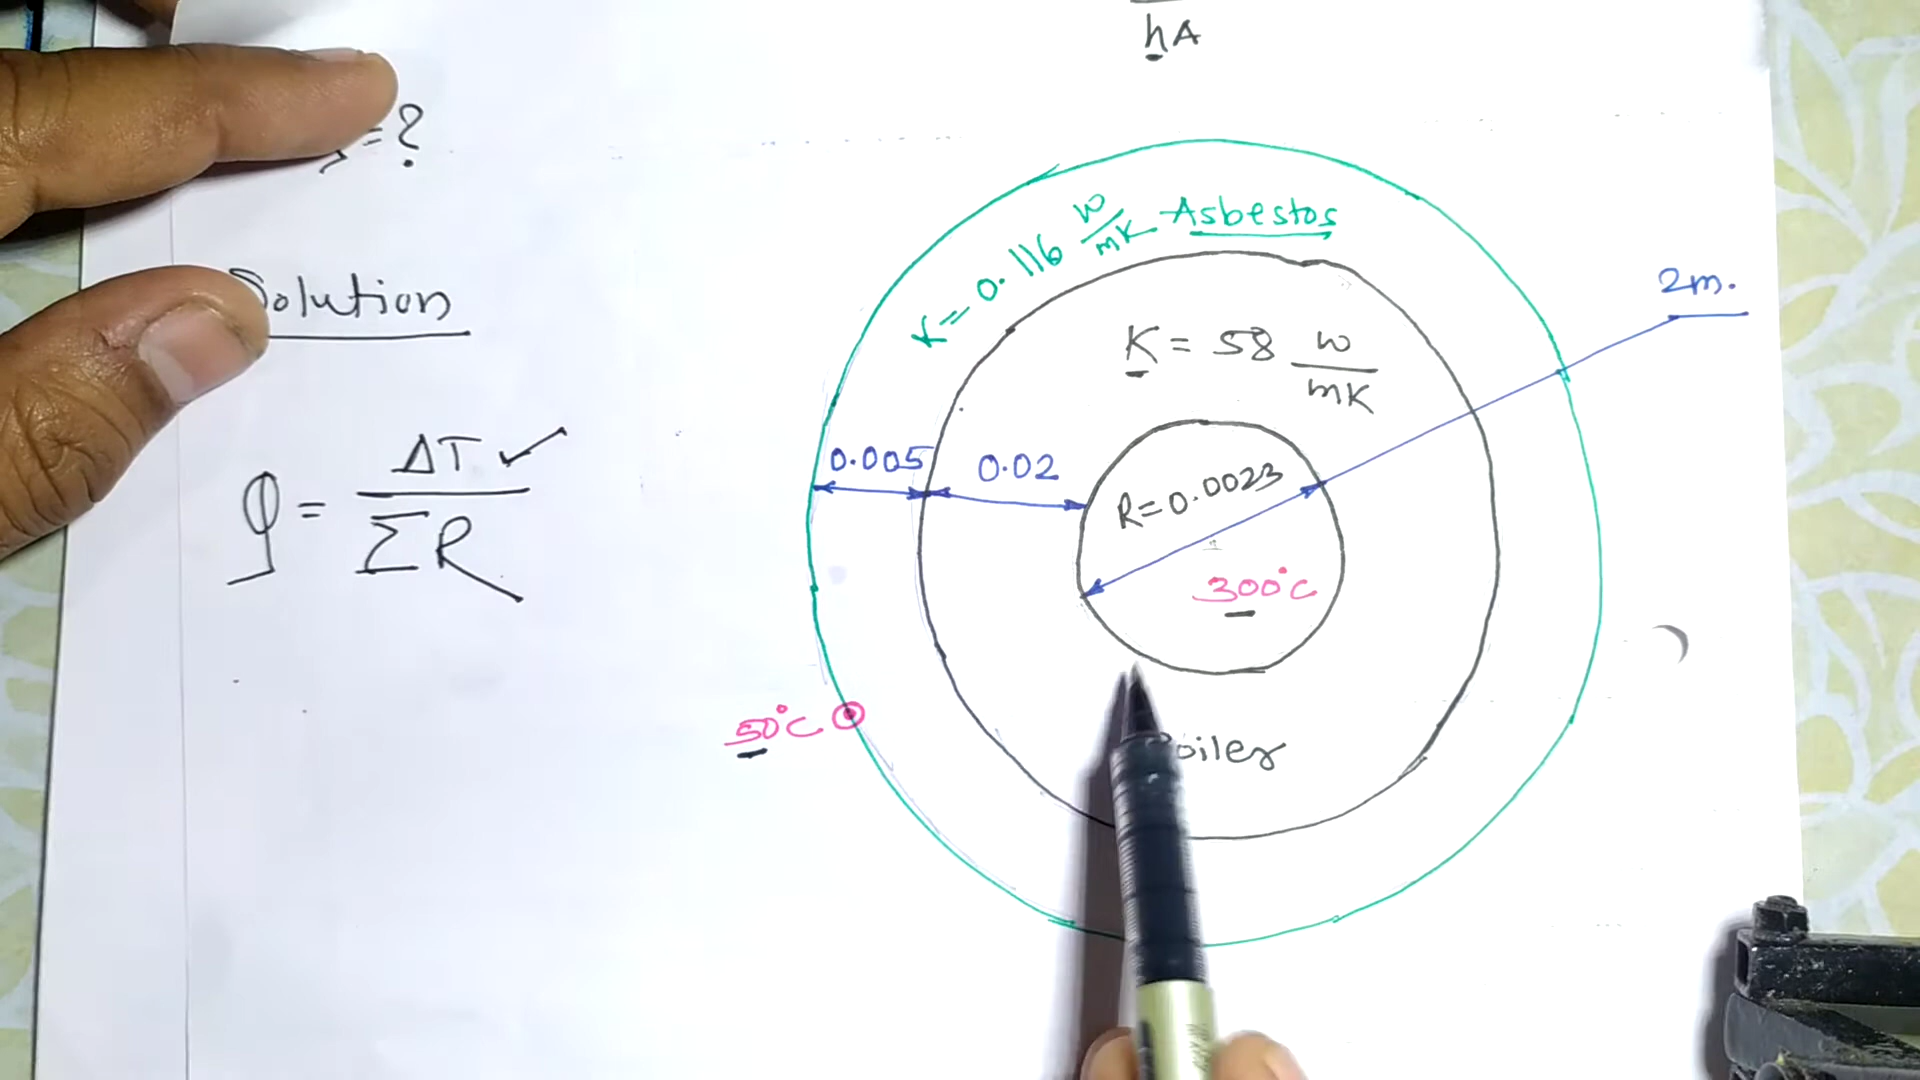 hA
=?
Solution
Q = ΔT ✓ / ΣR
K = 0.116 w/mK Asbestos
2m.
K = 58 w/mK
0.005
0.02
R=0.0023
300°C
50°C